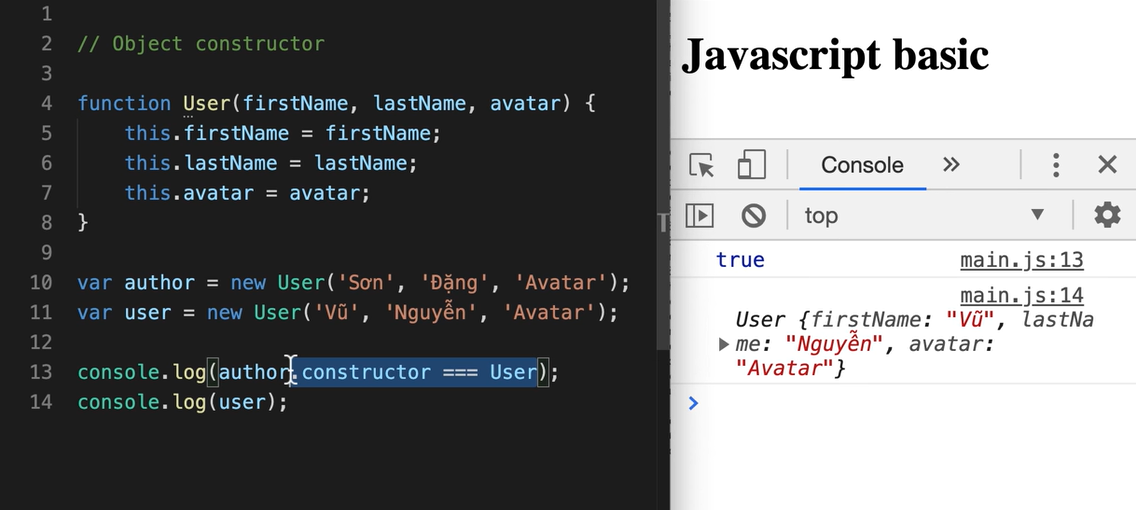 1
2 // Object constructor
3
4 function User(firstName, lastName, avatar) {
5 this.firstName = firstName;
6 this.lastName = lastName;
7 this.avatar = avatar;
8 }
9
10 var author = new User('Sơn', 'Đặng', 'Avatar');
11 var user = new User('Vũ', 'Nguyễn', 'Avatar');
12
13 console.log(author.constructor === User);
14 console.log(user);
T
Javascript basic
Console
top
true main.js:13
main.js:14
User {firstName: "Vũ", lastNa
me: "Nguyễn", avatar:
"Avatar"}